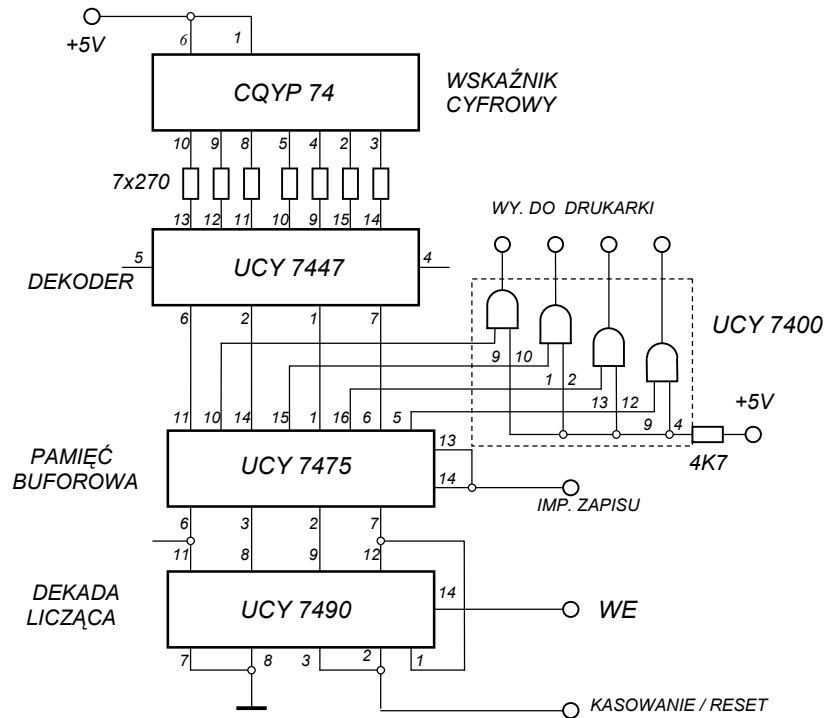 +5V
6 1
CQYP 74
WSKAŹNIK
CYFROWY
10 9 8 5 4 2 3
7x270
13 12 11 10 9 15 14
WY. DO DRUKARKI
5
UCY 7447
4
DEKODER
UCY 7400
6 2 1 7
9 10
1 2
13 12
9 4
+5V
4K7
11 10 14 15 1 16 6 5
PAMIĘĆ
BUFOROWA
UCY 7475
13
14
IMP. ZAPISU
6 3 2 7
11 8 9 12
DEKADA
LICZĄCA
UCY 7490
14
WE
7 8 3 2 1
KASOWANIE / RESET